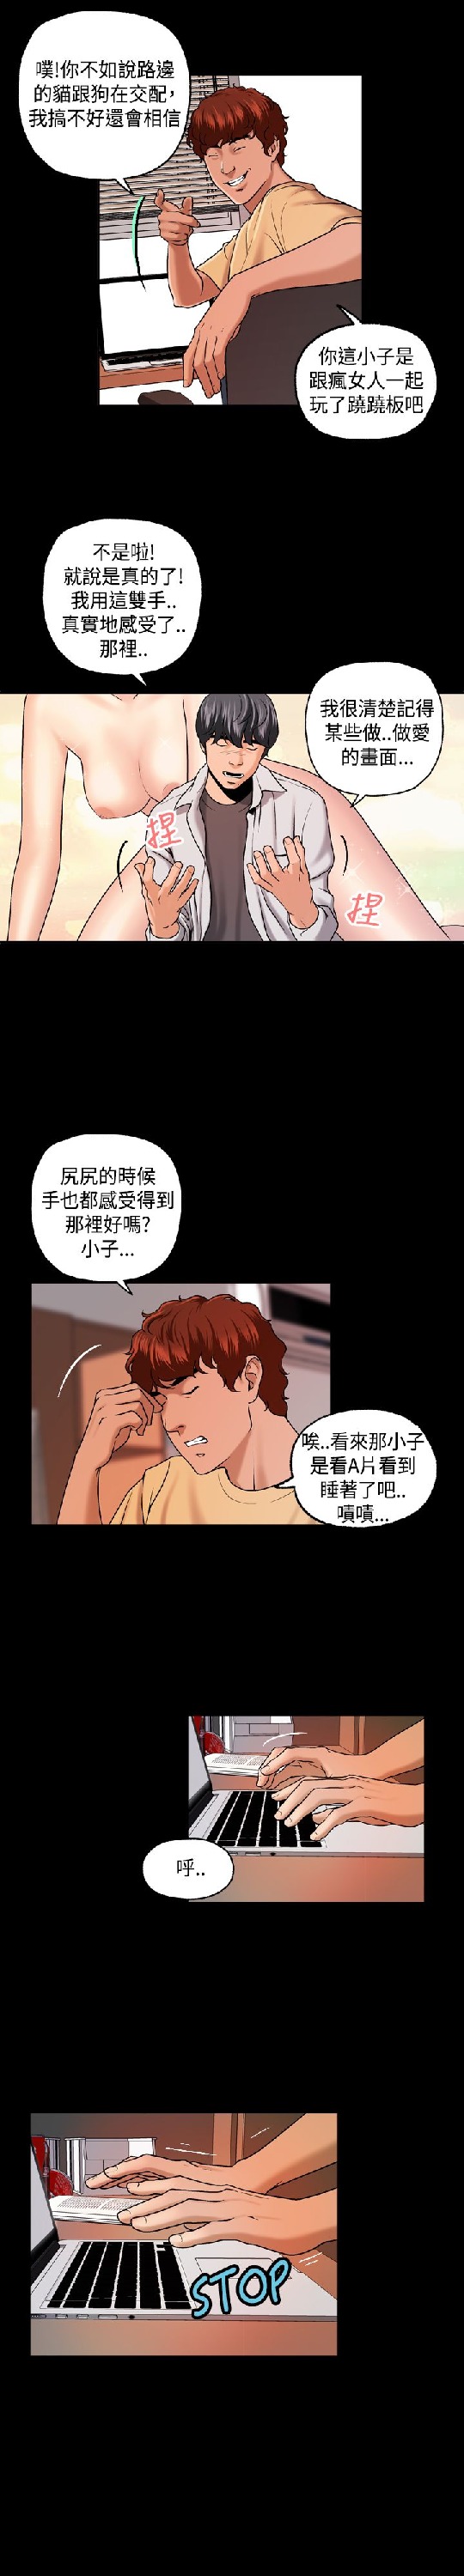 噗!你不如說路邊
的貓跟狗在交配,
我搞不好還會相信
你這小子是
跟瘋女人一起
玩了蹺蹺板吧
不是啦!
就說是真的了!
我用這雙手..
真實地感受了..
那裡..
我很清楚記得
某些做..做愛
的畫面...
捏
捏
尻尻的時候
手也都感受得到
那裡好嗎?
小子...
唉..看來那小子
是看A片看到
睡著了吧..
嘖嘖...
呼..
STOP